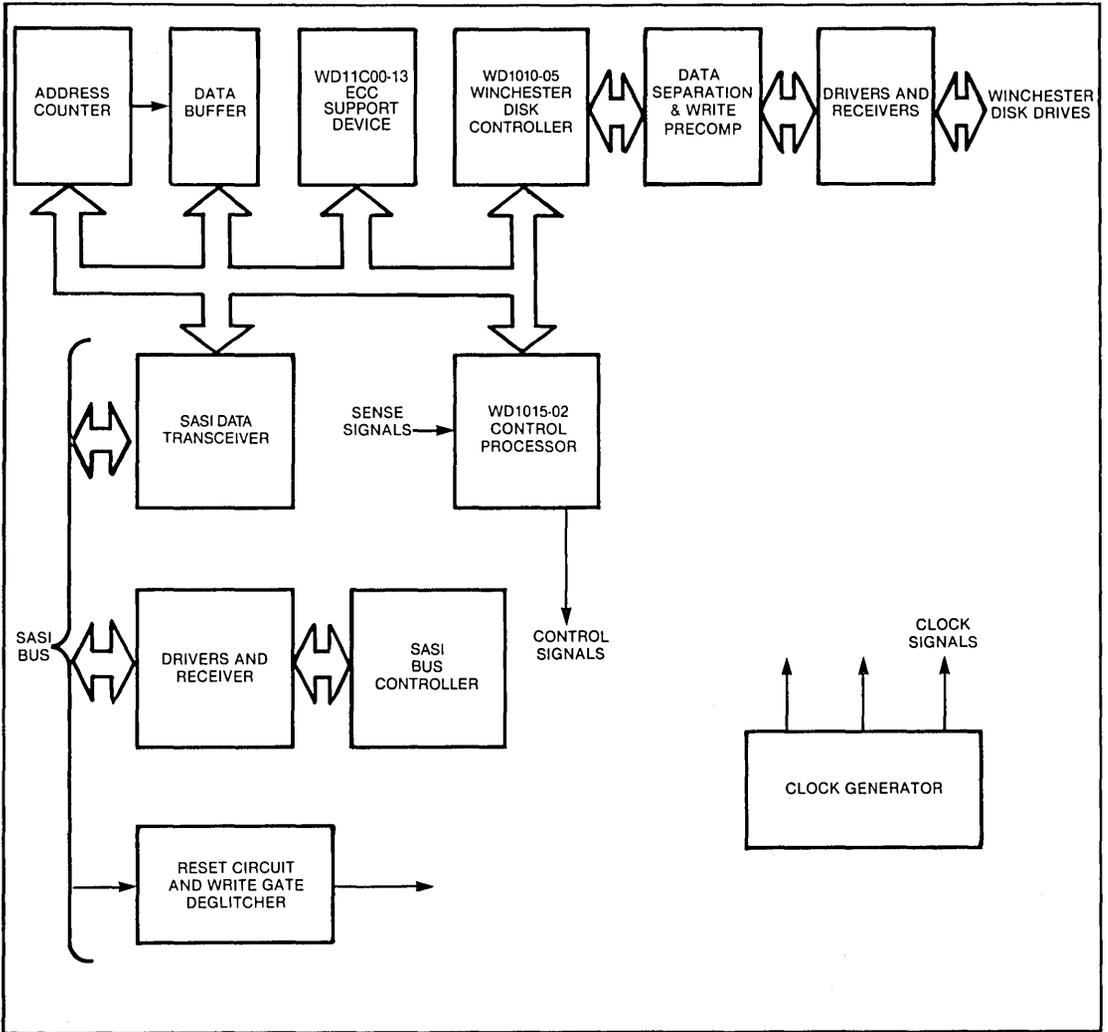 ADDRESS
COUNTER
DATA
BUFFER
WD11C00-13
ECC
SUPPORT
DEVICE
WD1010-05
WINCHESTER
DISK
CONTROLLER
DATA
SEPARATION
& WRITE
PRECOMP
DRIVERS AND
RECEIVERS
WINCHESTER
DISK DRIVES
SASI DATA
TRANSCEIVER
SENSE
SIGNALS
WD1015-02
CONTROL
PROCESSOR
SASI
BUS
DRIVERS AND
RECEIVER
SASI
BUS
CONTROLLER
CONTROL
SIGNALS
CLOCK
SIGNALS
CLOCK GENERATOR
RESET CIRCUIT
AND WRITE GATE
DEGLITCHER